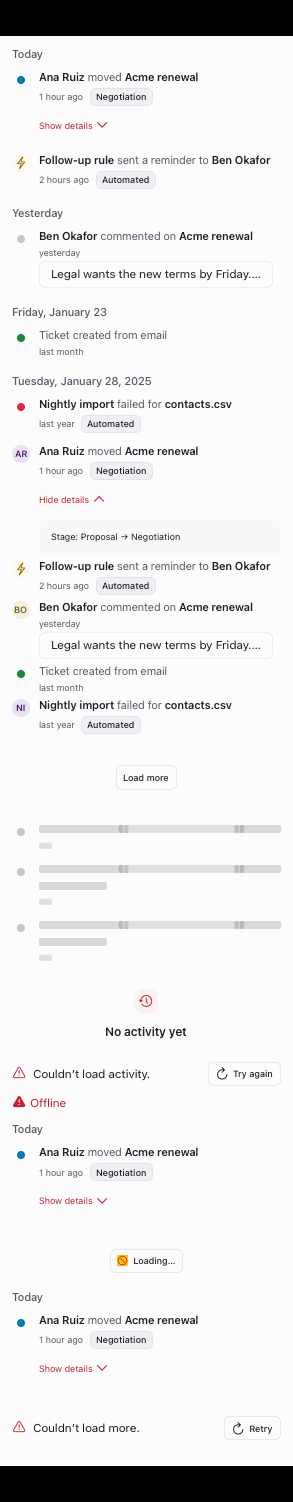 Today
Ana Ruiz moved Acme renewal
1 hour ago Negotiation
Show details
Follow-up rule sent a reminder to Ben Okafor
2 hours ago Automated
Yesterday
Ben Okafor commented on Acme renewal
yesterday
Legal wants the new terms by Friday....
Friday, January 23
Ticket created from email
last month
Tuesday, January 28, 2025
Nightly import failed for contacts.csv
last year Automated
AR Ana Ruiz moved Acme renewal
1 hour ago Negotiation
Hide details
Stage: Proposal → Negotiation
Follow-up rule sent a reminder to Ben Okafor
2 hours ago Automated
BO Ben Okafor commented on Acme renewal
yesterday
Legal wants the new terms by Friday....
Ticket created from email
last month
NI Nightly import failed for contacts.csv
last year Automated
Load more
No activity yet
Couldn't load activity. Try again
Offline
Today
Ana Ruiz moved Acme renewal
1 hour ago Negotiation
Show details
Loading...
Today
Ana Ruiz moved Acme renewal
1 hour ago Negotiation
Show details
Couldn't load more. Retry